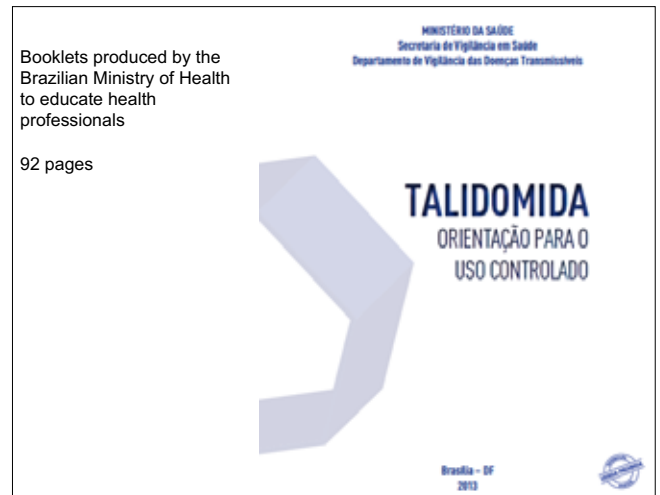 Booklets produced by the
Brazilian Ministry of Health
to educate health
professionals
92 pages
MINISTÉRIO DA SAÚDE
Secretaria de Vigilância em Saúde
Departamento de Vigilância das Doenças Transmissíveis
TALIDOMIDA
ORIENTAÇÃO PARA O
USO CONTROLADO
Brasília – DF
2013